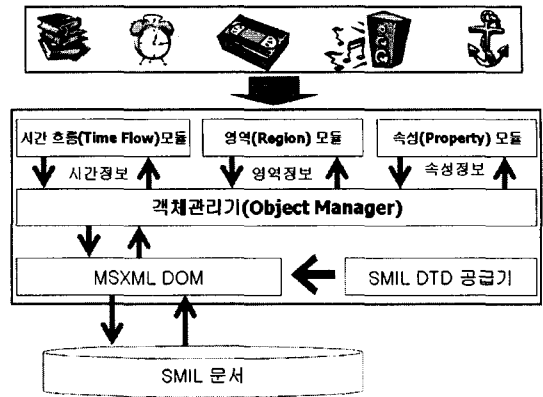 시간 흐름(Time Flow)모듈
영역(Region) 모듈
속성(Property) 모듈
시간정보
영역정보
속성정보
객체관리기(Object Manager)
MSXML DOM
SMIL DTD 공급기
SMIL 문서